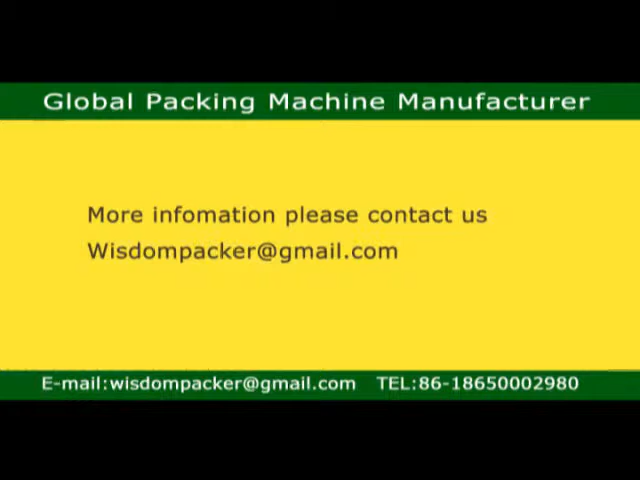 Global Packing Machine Manufacturer
More infomation please contact us
Wisdompacker@gmail.com
E-mail:wisdompacker@gmail.com TEL:86-18650002980